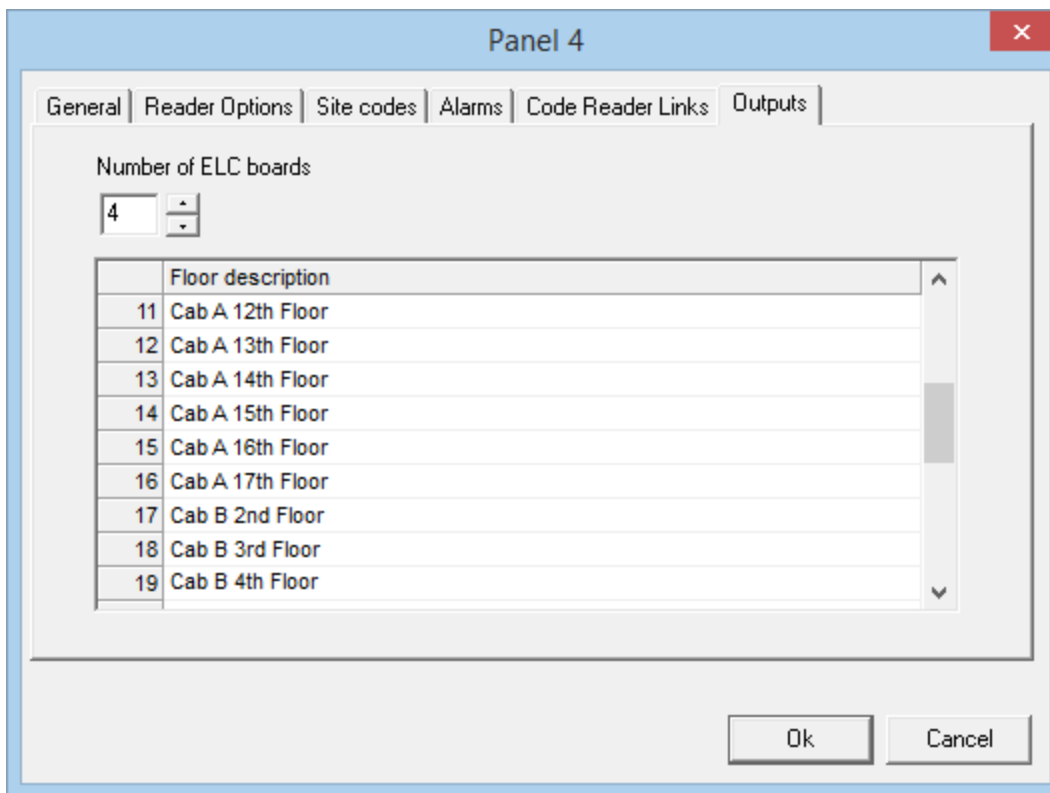 Panel 4
General Reader Options Site codes Alarms Code Reader Links Outputs
Number of ELC boards
4
Floor description
11 Cab A 12th Floor
12 Cab A 13th Floor
13 Cab A 14th Floor
14 Cab A 15th Floor
15 Cab A 16th Floor
16 Cab A 17th Floor
17 Cab B 2nd Floor
18 Cab B 3rd Floor
19 Cab B 4th Floor
Ok Cancel